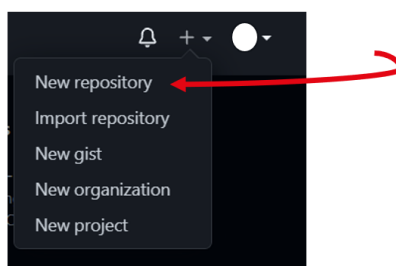 New repository
Import repository
New gist
New organization
New project